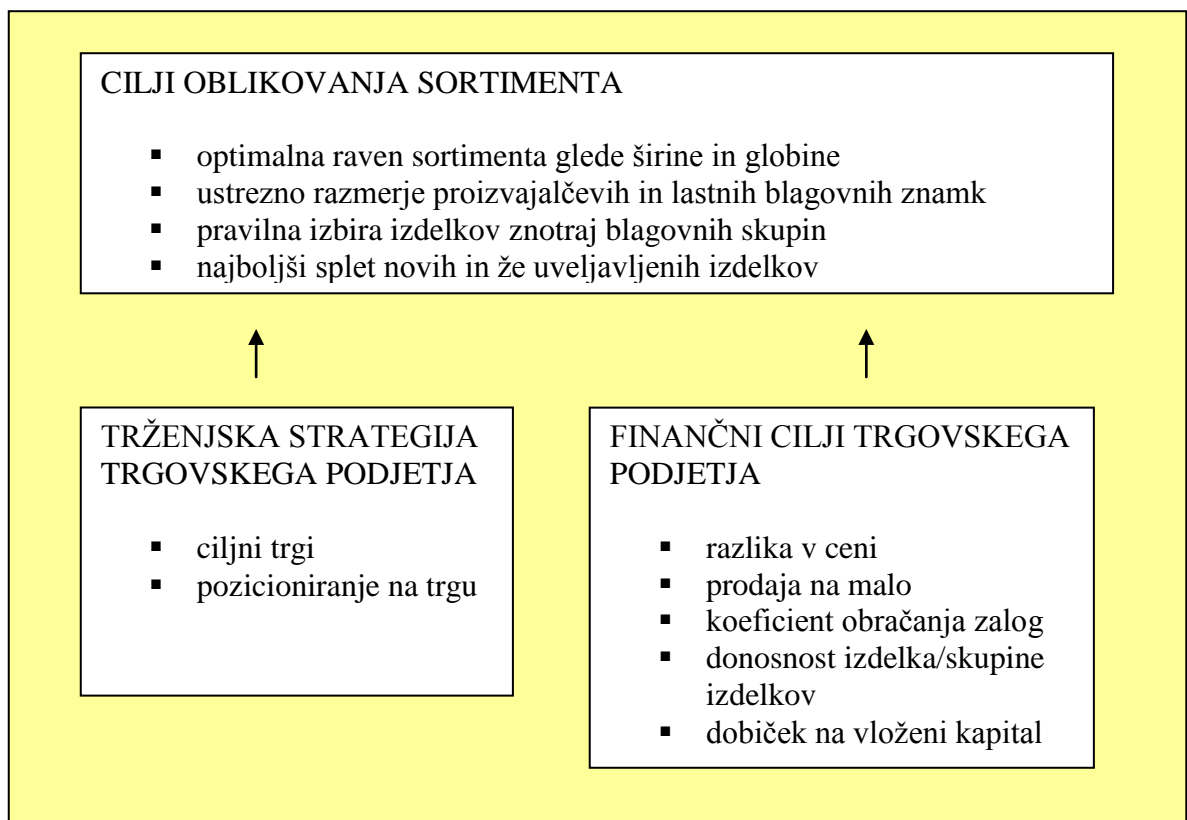 CILJI OBLIKOVANJA SORTIMENTA
▪ optimalna raven sortimenta glede širine in globine
▪ ustrezno razmerje proizvajalčevih in lastnih blagovnih znamk
▪ pravilna izbira izdelkov znotraj blagovnih skupin
▪ najboljši splet novih in že uveljavljenih izdelkov
TRŽENJSKA STRATEGIJA
TRGOVSKEGA PODJETJA
▪ ciljni trgi
▪ pozicioniranje na trgu
FINANČNI CILJI TRGOVSKEGA
PODJETJA
▪ razlika v ceni
▪ prodaja na malo
▪ koeficient obračanja zalog
▪ donosnost izdelka/skupine
izdelkov
▪ dobiček na vloženi kapital